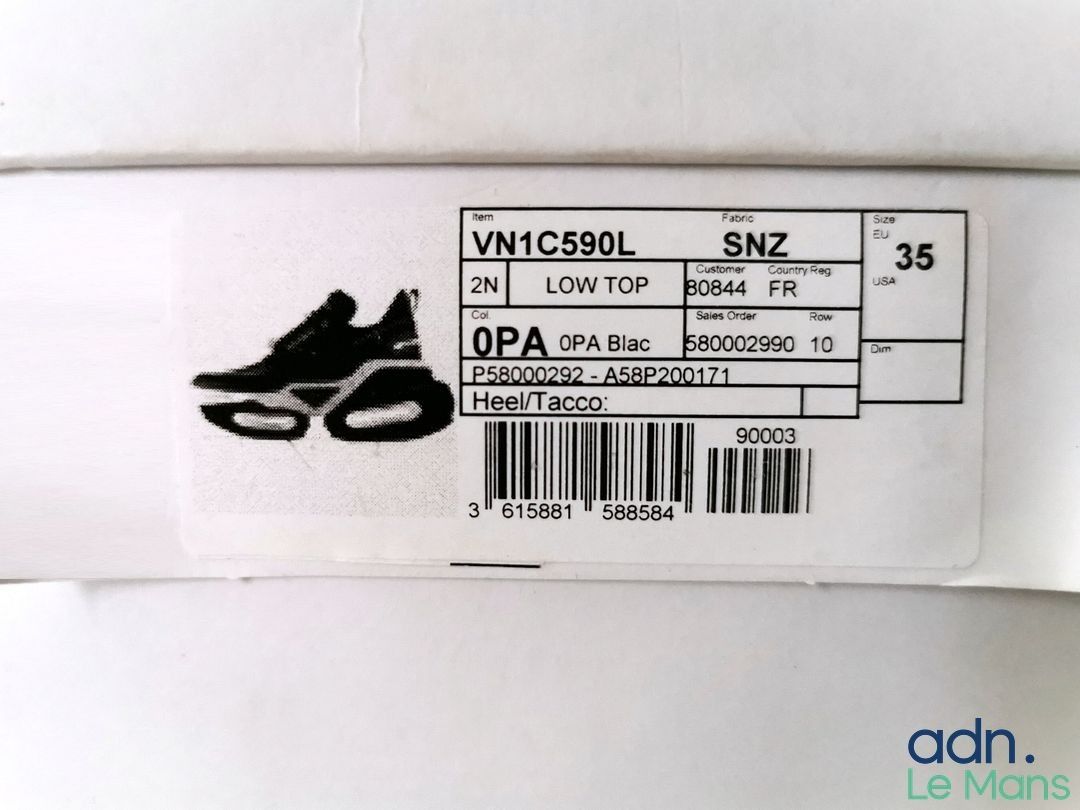 Item Fabric
VN1C590L SNZ
Size
EU
35
USA
2N LOW TOP
Customer Country Reg.
80844 FR
Col.
0PA 0PA Blac
Sales Order Row
580002990 10
Dim
P58000292 - A58P200171
Heel/Tacco:
90003
3 615881 588584
adn.
Le Mans